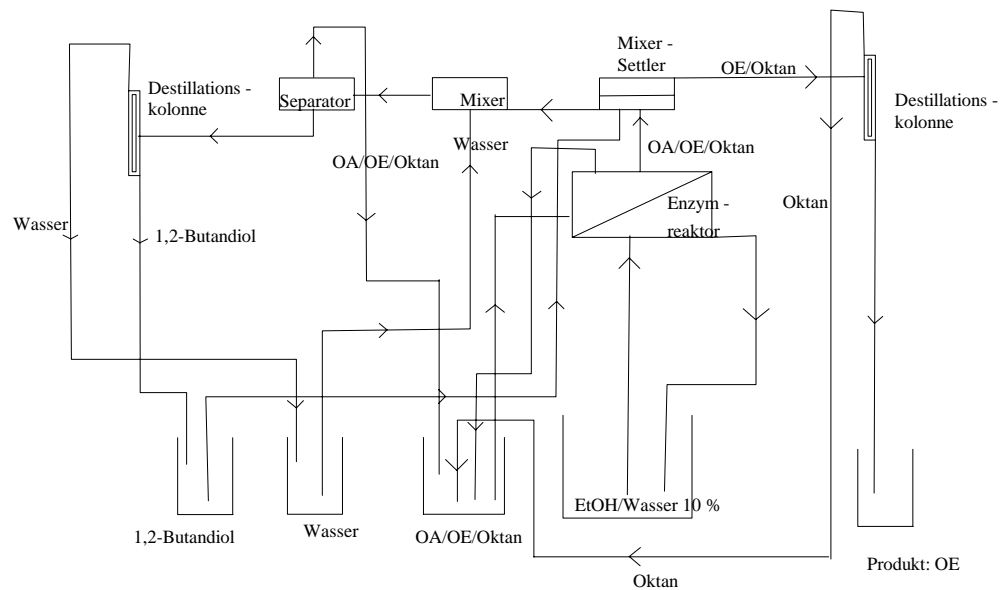 Mixer -
Settler
OE/Oktan
Destillations -
kolonne
Separator
Mixer
Destillations -
kolonne
Wasser
OA/OE/Oktan
OA/OE/Oktan
Enzym -
reaktor
Oktan
Wasser
1,2-Butandiol
EtOH/Wasser 10 %
1,2-Butandiol
Wasser
OA/OE/Oktan
Produkt: OE
Oktan